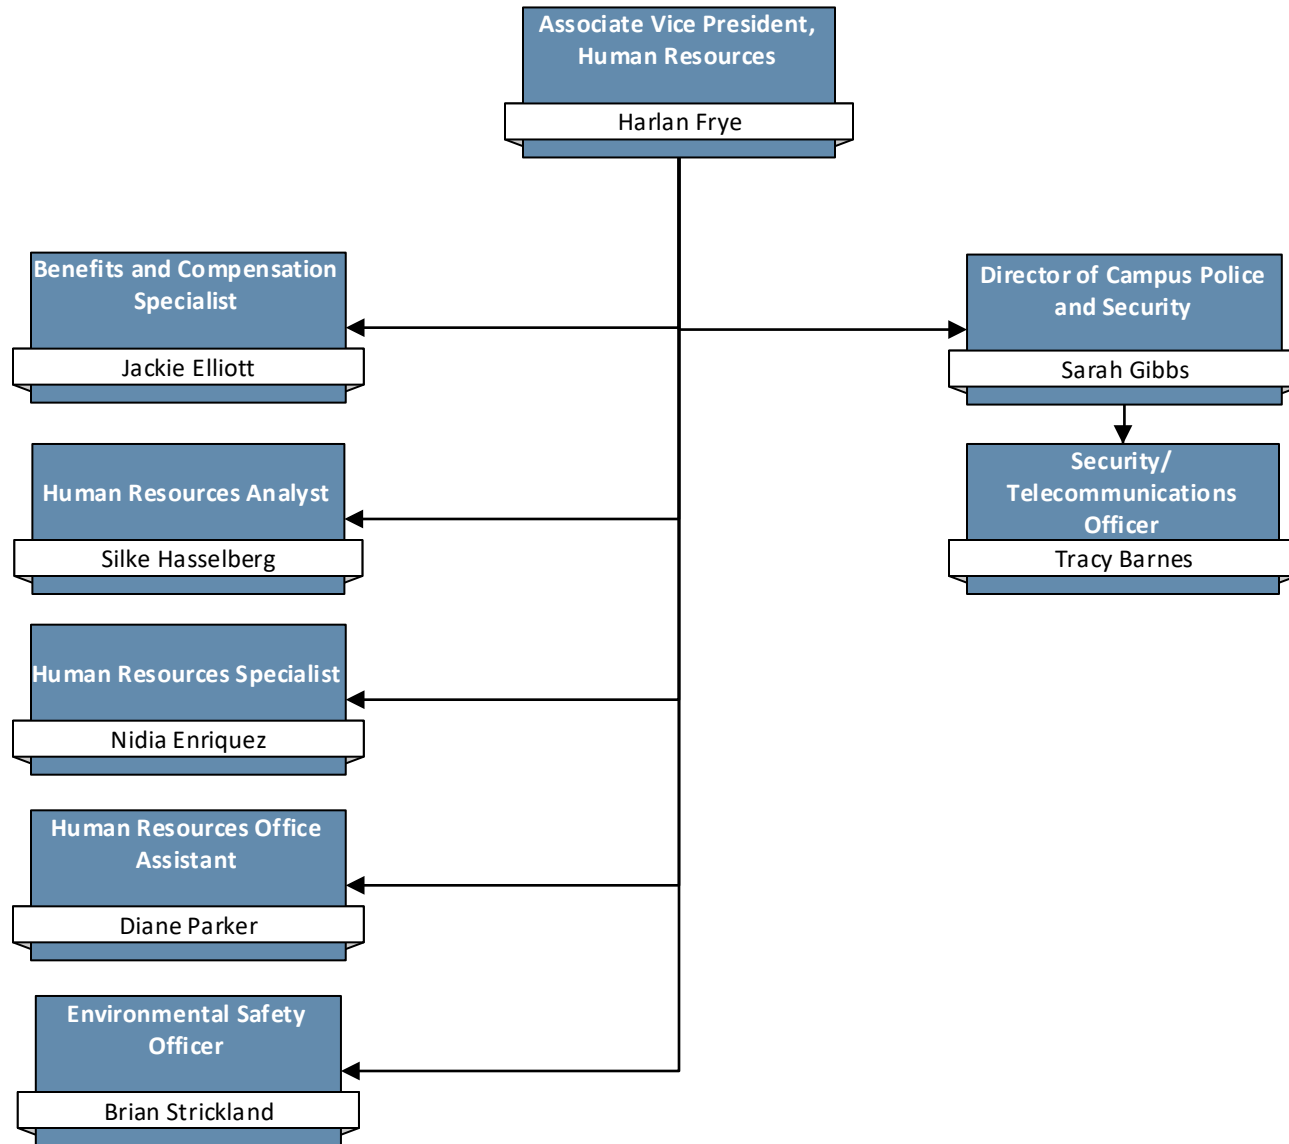 Associate Vice President,
Human Resources
Harlan Frye
Benefits and Compensation
Specialist
Jackie Elliott
Director of Campus Police
and Security
Sarah Gibbs
Human Resources Analyst
Silke Hasselberg
Security/
Telecommunications
Officer
Tracy Barnes
Human Resources Specialist
Nidia Enriquez
Human Resources Office
Assistant
Diane Parker
Environmental Safety
Officer
Brian Strickland